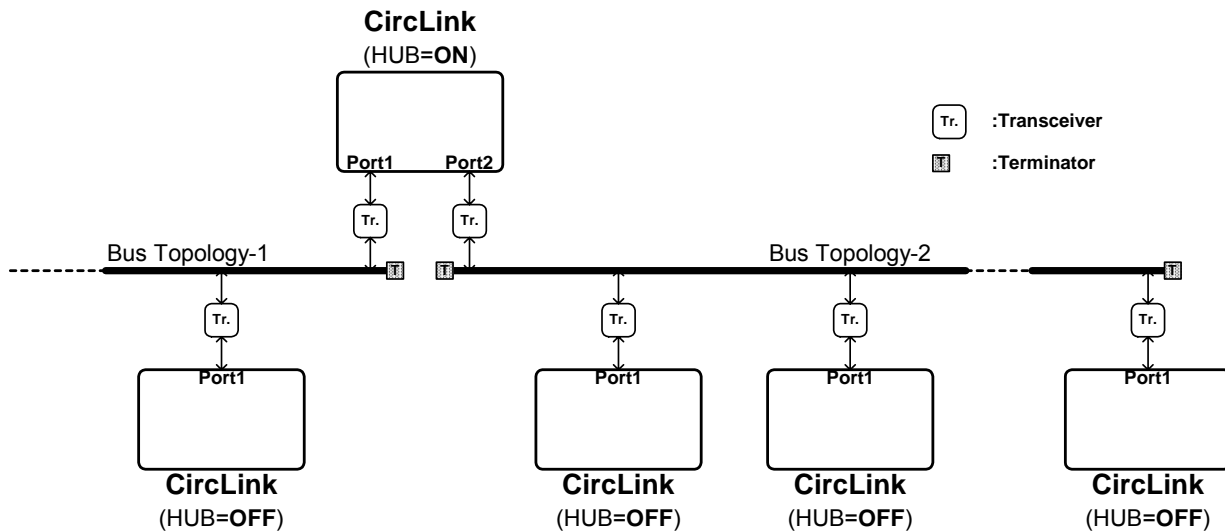 CircLink
(HUB=ON)
Port1 Port2
Tr. :Transceiver
T :Terminator
Tr. Tr.
Bus Topology-1 Bus Topology-2
T T T
Tr. Tr. Tr. Tr.
Port1 Port1 Port1 Port1
CircLink CircLink CircLink CircLink
(HUB=OFF) (HUB=OFF) (HUB=OFF) (HUB=OFF)